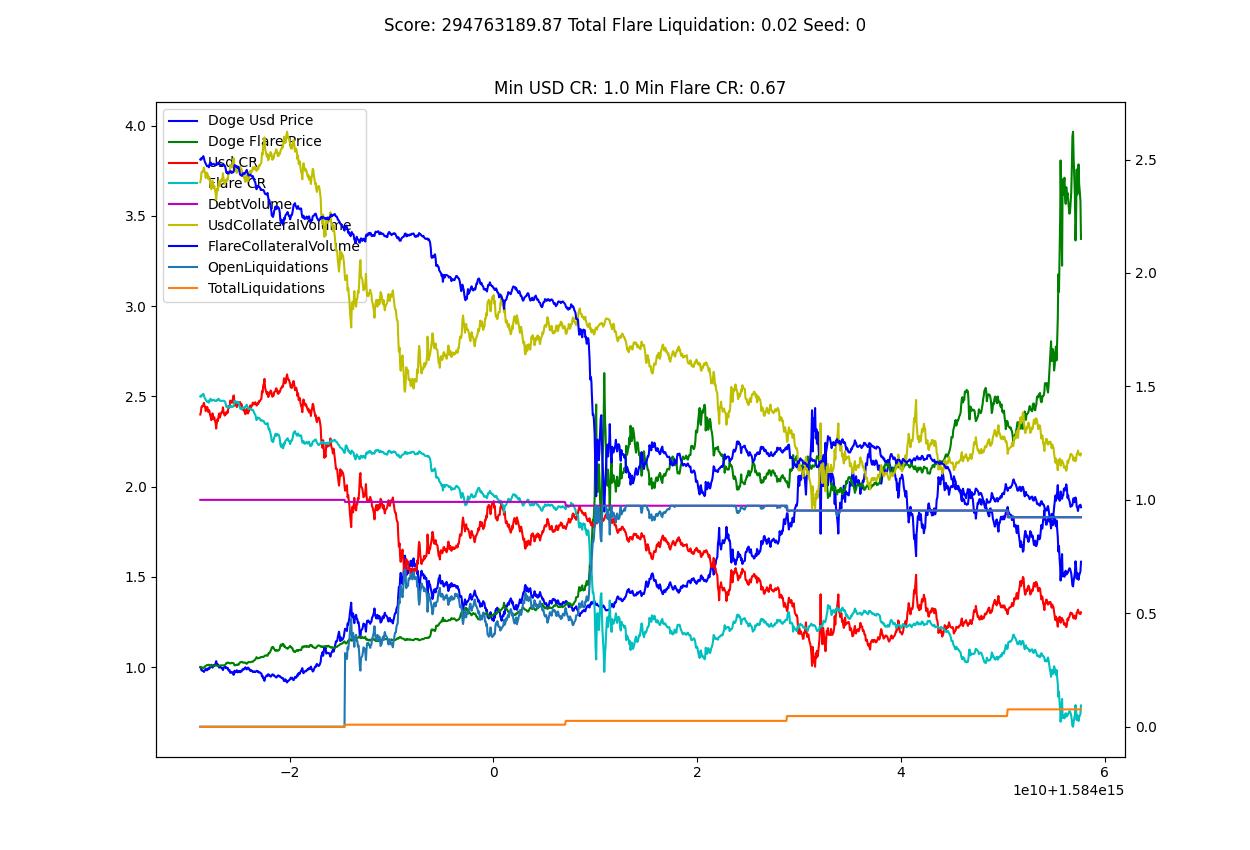 Score: 294763189.87 Total Flare Liquidation: 0.02 Seed: 0
Min USD CR: 1.0 Min Flare CR: 0.67
Doge Usd Price
Doge Flare Price
Usd CR
Flare CR
DebtVolume
UsdCollateralVolume
FlareCollateralVolume
OpenLiquidations
TotalLiquidations
4.0
3.5
3.0
2.5
2.0
1.5
1.0
2.5
2.0
1.5
1.0
0.5
0.0
−2 0 2 4 6
1e10+1.584e15